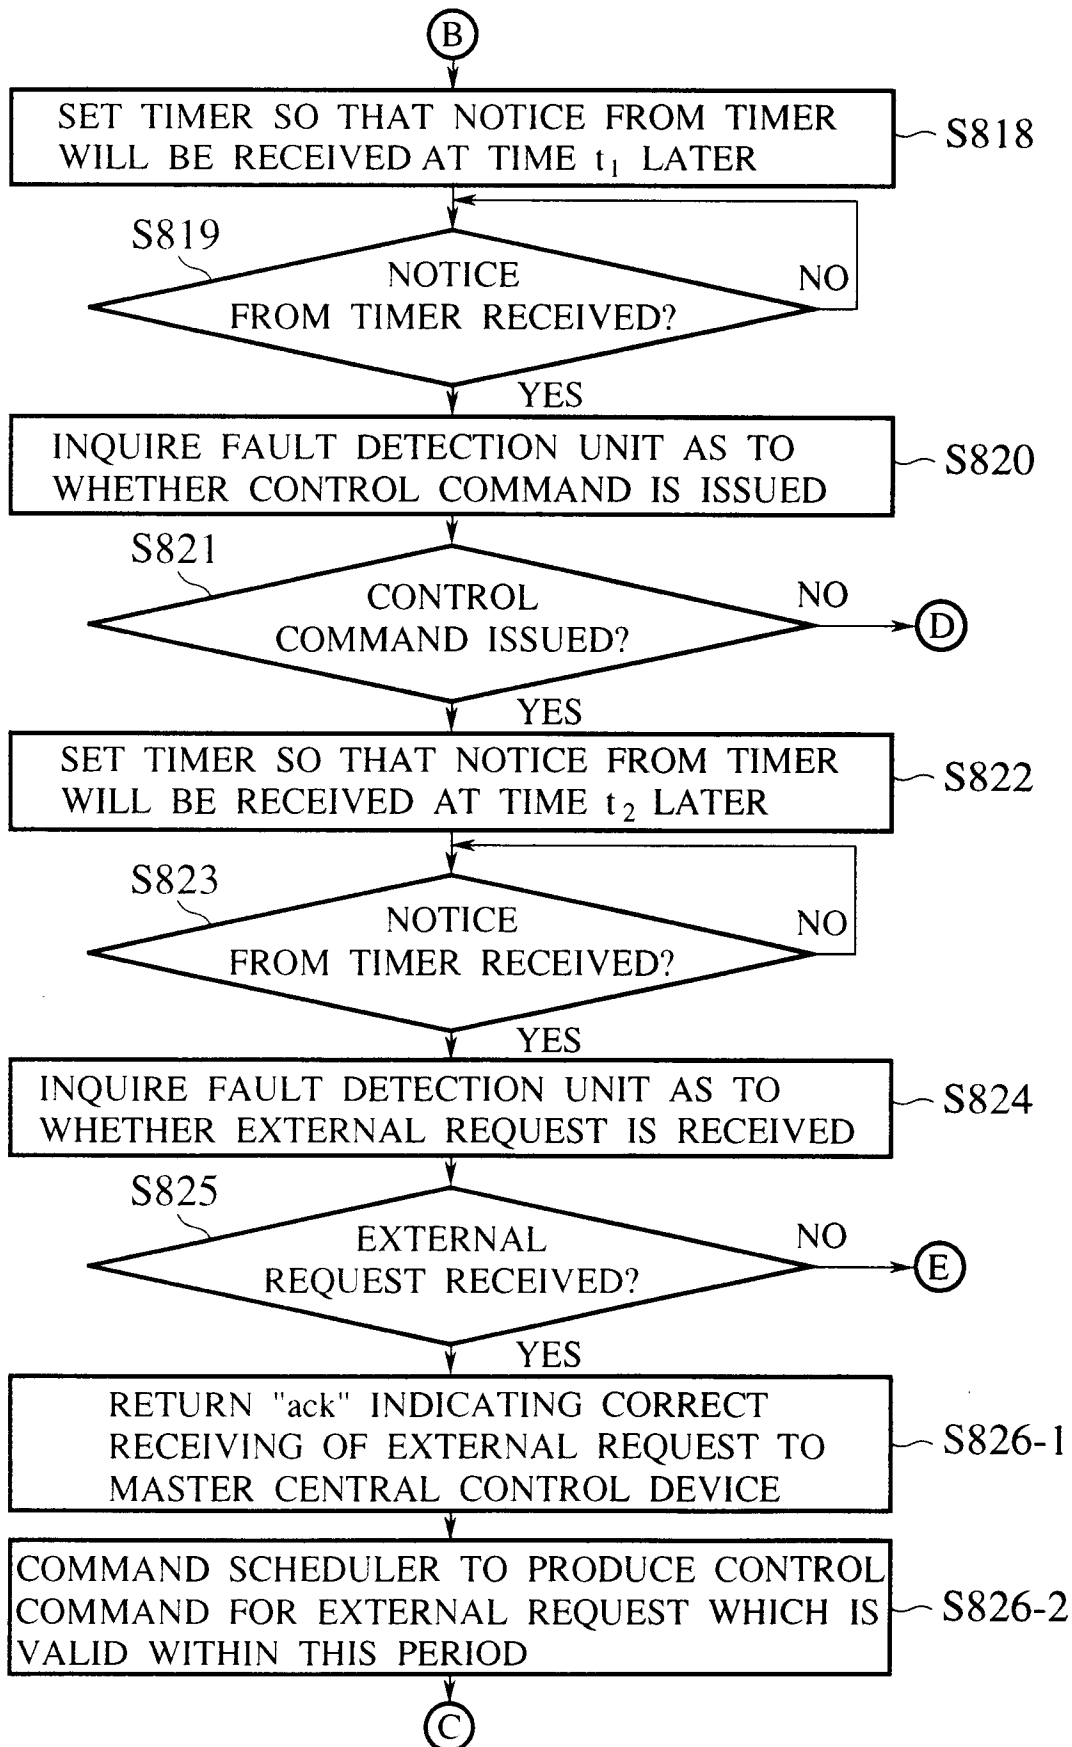 B
SET TIMER SO THAT NOTICE FROM TIMER
WILL BE RECEIVED AT TIME t₁ LATER
S818
S819
NOTICE
FROM TIMER RECEIVED?
NO
YES
INQUIRE FAULT DETECTION UNIT AS TO
WHETHER CONTROL COMMAND IS ISSUED
S820
S821
CONTROL
COMMAND ISSUED?
NO
D
YES
SET TIMER SO THAT NOTICE FROM TIMER
WILL BE RECEIVED AT TIME t₂ LATER
S822
S823
NOTICE
FROM TIMER RECEIVED?
NO
YES
INQUIRE FAULT DETECTION UNIT AS TO
WHETHER EXTERNAL REQUEST IS RECEIVED
S824
S825
EXTERNAL
REQUEST RECEIVED?
NO
E
YES
RETURN "ack" INDICATING CORRECT
RECEIVING OF EXTERNAL REQUEST TO
MASTER CENTRAL CONTROL DEVICE
S826-1
COMMAND SCHEDULER TO PRODUCE CONTROL
COMMAND FOR EXTERNAL REQUEST WHICH IS
VALID WITHIN THIS PERIOD
S826-2
C